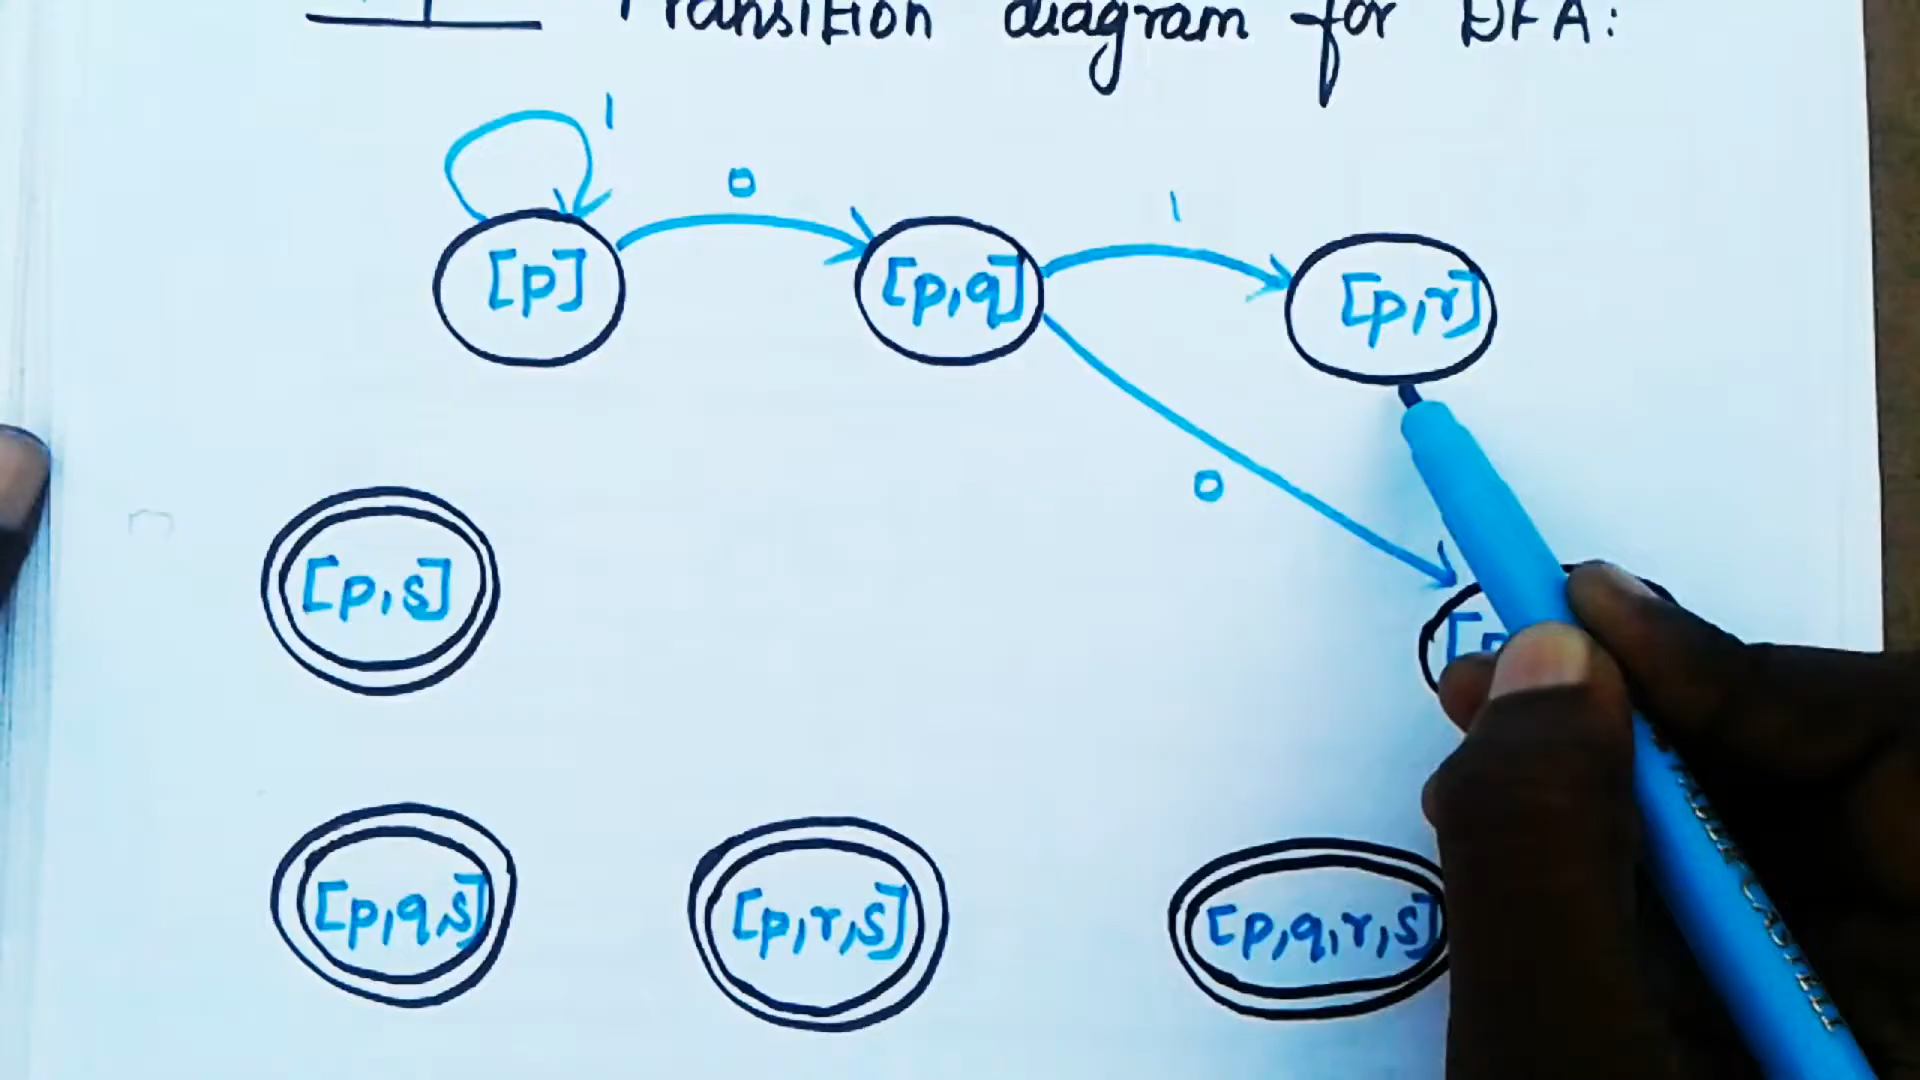 Transition diagram for DFA:
1
0
1
[p]
[p,q]
[p,r]
0
[p,s]
[p,q,s]
[p,r,s]
[p,q,r,s]